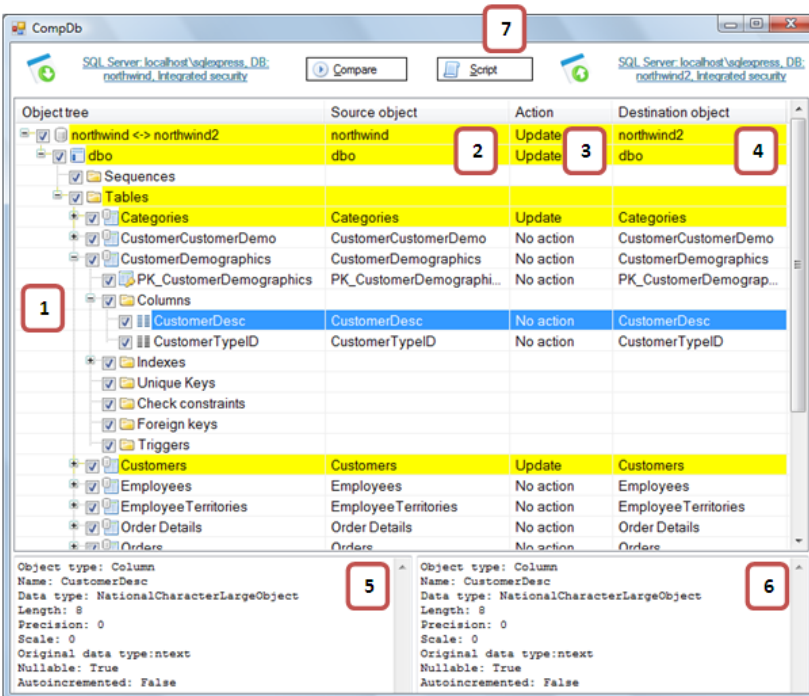 CompDb
7
SQL Server: localhost\sqlexpress, DB:
northwind, Integrated security
Compare
Script
SQL Server: localhost\sqlexpress, DB:
northwind2, Integrated security
Object tree Source object Action Destination object
northwind <-> northwind2 northwind Update northwind2
2 3 4
dbo dbo Update dbo
Sequences
Tables
Categories Categories Update Categories
CustomerCustomerDemo CustomerCustomerDemo No action CustomerCustomerDemo
CustomerDemographics CustomerDemographics No action CustomerDemographics
PK_CustomerDemographics PK_CustomerDemographi... No action PK_CustomerDemograp...
1 Columns
CustomerDesc CustomerDesc No action CustomerDesc
CustomerTypeID CustomerTypeID No action CustomerTypeID
Indexes
Unique Keys
Check constraints
Foreign keys
Triggers
Customers Customers Update Customers
Employees Employees No action Employees
EmployeeTerritories EmployeeTerritories No action EmployeeTerritories
Order Details Order Details No action Order Details
Orders Orders No action Orders
Object type: Column
Name: CustomerDesc
Data type: NationalCharacterLargeObject
Length: 8
Precision: 0
Scale: 0
Original data type:ntext
Nullable: True
Autoincremented: False
5
Object type: Column
Name: CustomerDesc
Data type: NationalCharacterLargeObject
Length: 8
Precision: 0
Scale: 0
Original data type:ntext
Nullable: True
Autoincremented: False
6